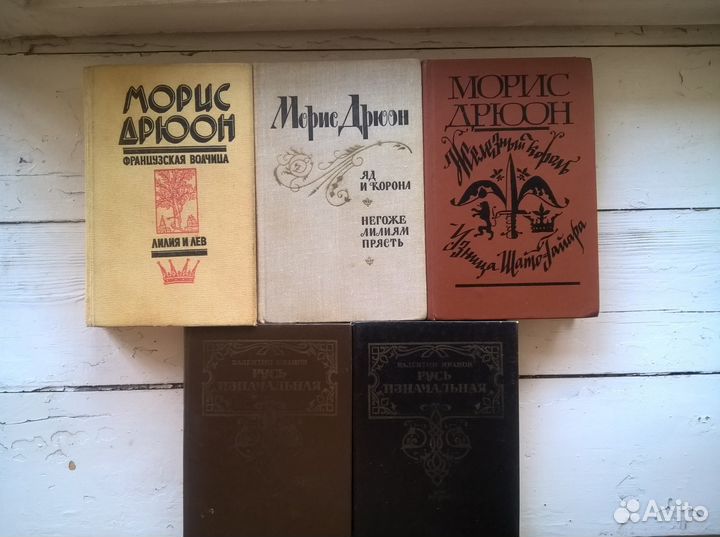 МОРИС
ДРЮОН
ФРАНЦУЗСКАЯ ВОЛЧИЦА
ЛИЛИЯ И ЛЕВ
Морис Дрюон
ЯД
И КОРОНА
НЕГОЖЕ
ЛИЛИЯМ
ПРЯСТЬ
МОРИС
ДРЮОН
Железный король
Узница Шато-Гайара
ВАЛЕНТИН ИВАНОВ
РУСЬ
ИЗНАЧАЛЬНАЯ
ВАЛЕНТИН ИВАНОВ
РУСЬ
ИЗНАЧАЛЬНАЯ
Avito